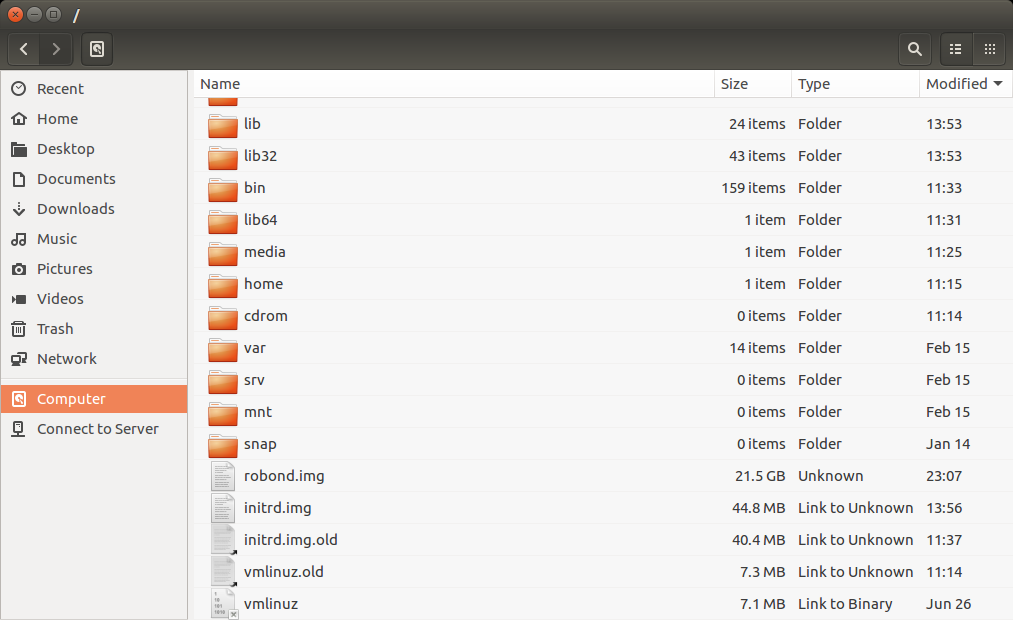 /
Name Size Type Modified
Recent
Home
Desktop
Documents
Downloads
Music
Pictures
Videos
Trash
Network
Computer
Connect to Server
lib 24 items Folder 13:53
lib32 43 items Folder 13:53
bin 159 items Folder 11:33
lib64 1 item Folder 11:31
media 1 item Folder 11:25
home 1 item Folder 11:15
cdrom 0 items Folder 11:14
var 14 items Folder Feb 15
srv 0 items Folder Feb 15
mnt 0 items Folder Feb 15
snap 0 items Folder Jan 14
robond.img 21.5 GB Unknown 23:07
initrd.img 44.8 MB Link to Unknown 13:56
initrd.img.old 40.4 MB Link to Unknown 11:37
vmlinuz.old 7.3 MB Link to Unknown 11:14
vmlinuz 7.1 MB Link to Binary Jun 26